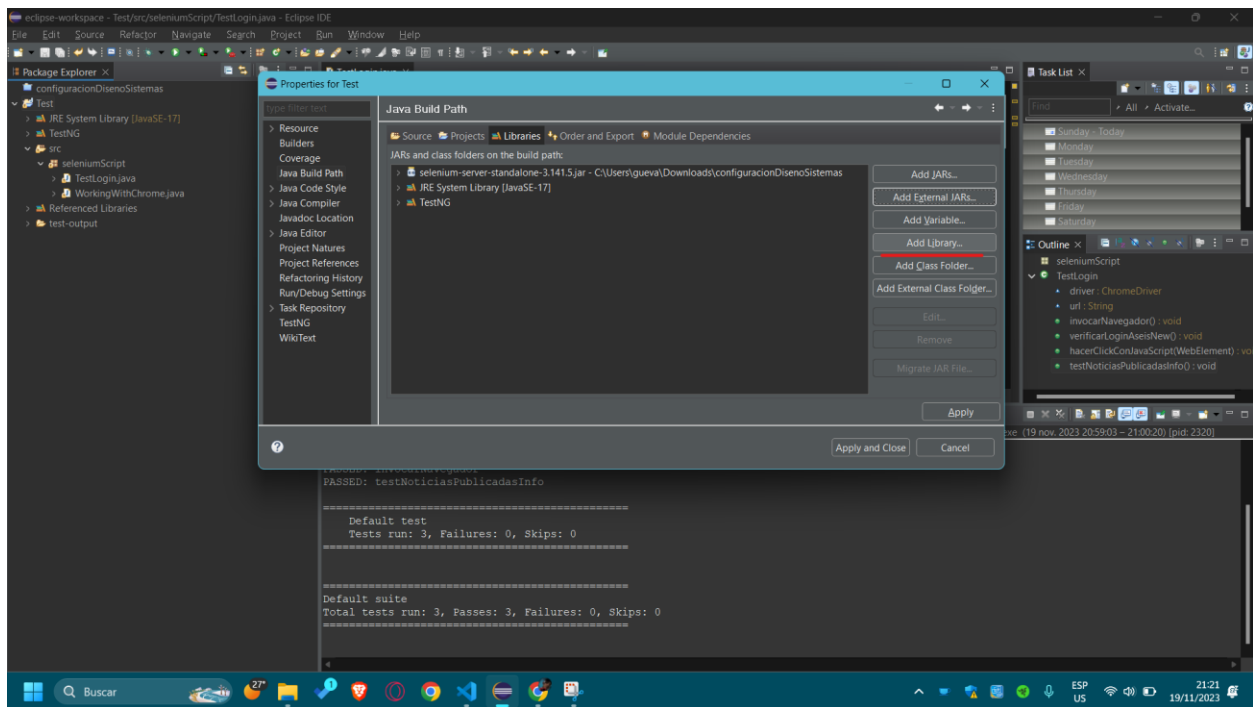 eclipse-workspace - Test/src/seleniumScript/TestLogin.java - Eclipse IDE
File Edit Source Refactor Navigate Search Project Run Window Help
Package Explorer
configuracionDisenoSistemas
Test
JRE System Library [JavaSE-17]
TestNG
src
seleniumScript
TestLogin.java
WorkingWithChrome.java
Referenced Libraries
test-output
Properties for Test
type filter text
Resource
Builders
Coverage
Java Build Path
Java Code Style
Java Compiler
Javadoc Location
Java Editor
Project Natures
Project References
Refactoring History
Run/Debug Settings
Task Repository
TestNG
WikiText
Java Build Path
Source Projects Libraries Order and Export Module Dependencies
JARs and class folders on the build path:
selenium-server-standalone-3.141.5.jar - C:\Users\gueva\Downloads\configuracionDisenoSistemas
JRE System Library [JavaSE-17]
TestNG
Add JARs...
Add External JARs...
Add Variable...
Add Library...
Add Class Folder...
Add External Class Folder...
Edit...
Remove
Migrate JAR File...
Apply
Apply and Close Cancel
Task List
Find All Activate...
Sunday - Today
Monday
Tuesday
Wednesday
Thursday
Friday
Saturday
Outline
seleniumScript
TestLogin
driver : ChromeDriver
url : String
invocarNavegador() : void
verificarLoginAseisNew() : void
hacerClickConJavaScript(WebElement) : vo
testNoticiasPublicadasInfo() : void
(19 nov. 2023 20:59:03 – 21:00:20) [pid: 2320]
PASSED: invocarNavegador
PASSED: testNoticiasPublicadasInfo
===============================================
Default test
Tests run: 3, Failures: 0, Skips: 0
===============================================
===============================================
Default suite
Total tests run: 3, Passes: 3, Failures: 0, Skips: 0
===============================================
Buscar
27°
1
ESP
US
21:21
19/11/2023